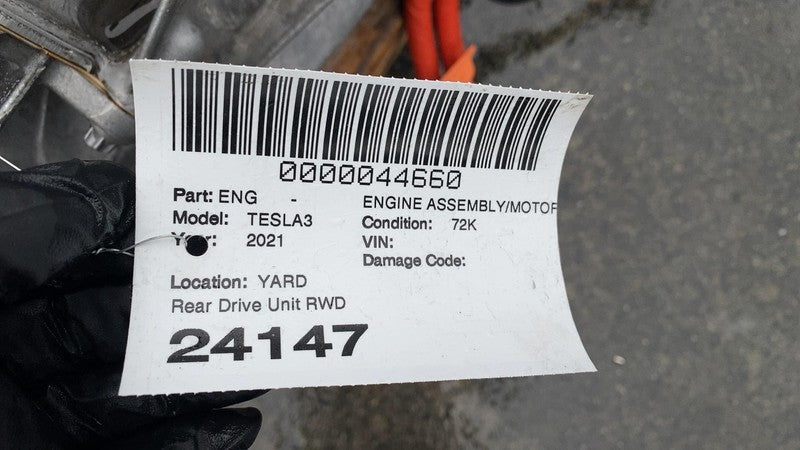 0000044660
Part: ENG - ENGINE ASSEMBLY/MOTOR
Model: TESLA3 Condition: 72K
Year: 2021 VIN:
Damage Code:
Location: YARD
Rear Drive Unit RWD
24147